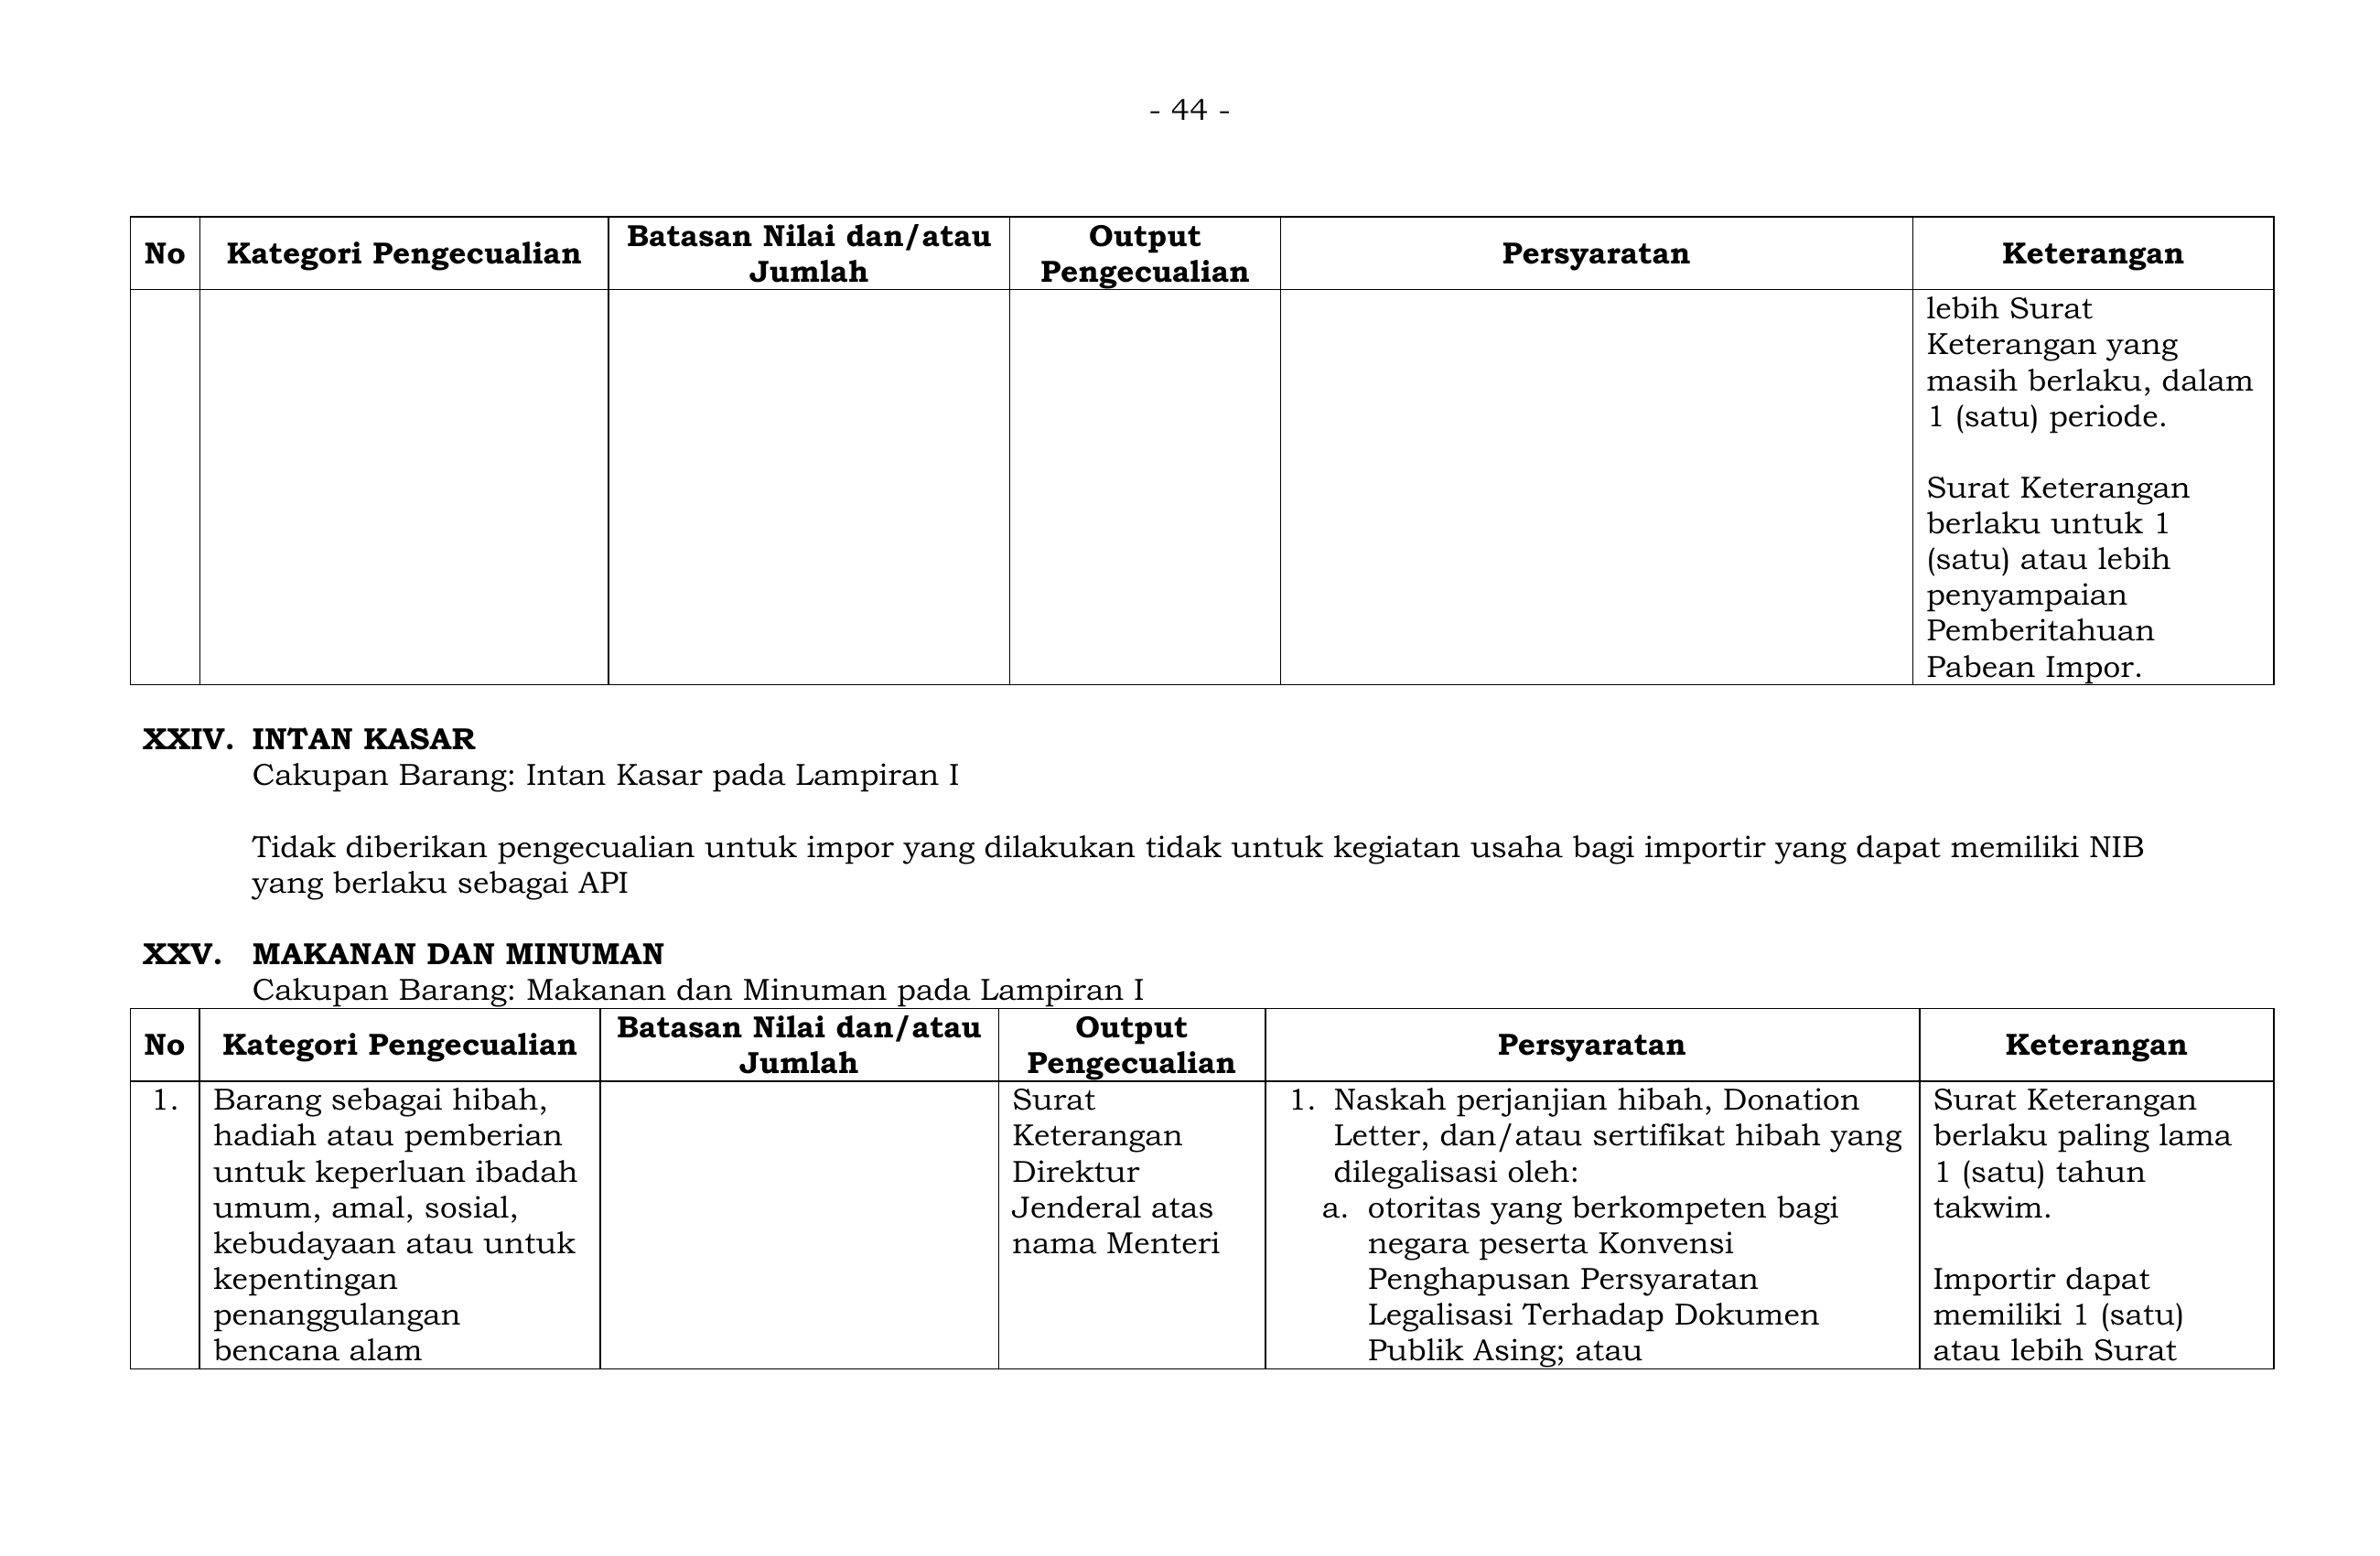 - 44 -
No
Kategori Pengecualian
Batasan Nilai dan/atau
Jumlah
Output
Pengecualian
Persyaratan
Keterangan
lebih Surat
Keterangan yang
masih berlaku, dalam
1 (satu) periode.
Surat Keterangan
berlaku untuk 1
(satu) atau lebih
penyampaian
Pemberitahuan
Pabean Impor.
XXIV. INTAN KASAR
Cakupan Barang: Intan Kasar pada Lampiran I
Tidak diberikan pengecualian untuk impor yang dilakukan tidak untuk kegiatan usaha bagi importir yang dapat memiliki NIB
yang berlaku sebagai API
XXV. MAKANAN DAN MINUMAN
Cakupan Barang: Makanan dan Minuman pada Lampiran I
No
Kategori Pengecualian
Batasan Nilai dan/atau
Jumlah
Output
Pengecualian
Persyaratan
Keterangan
1.
Barang sebagai hibah,
hadiah atau pemberian
untuk keperluan ibadah
umum, amal, sosial,
kebudayaan atau untuk
kepentingan
penanggulangan
bencana alam
Surat
Keterangan
Direktur
Jenderal atas
nama Menteri
1. Naskah perjanjian hibah, Donation
Letter, dan/atau sertifikat hibah yang
dilegalisasi oleh:
a. otoritas yang berkompeten bagi
negara peserta Konvensi
Penghapusan Persyaratan
Legalisasi Terhadap Dokumen
Publik Asing; atau
Surat Keterangan
berlaku paling lama
1 (satu) tahun
takwim.
Importir dapat
memiliki 1 (satu)
atau lebih Surat